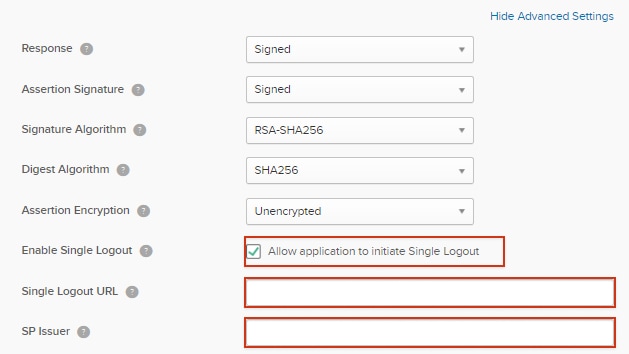 Hide Advanced Settings
Response ? Signed
Assertion Signature ? Signed
Signature Algorithm ? RSA-SHA256
Digest Algorithm ? SHA256
Assertion Encryption ? Unencrypted
Enable Single Logout ? Allow application to initiate Single Logout
Single Logout URL ?
SP Issuer ?